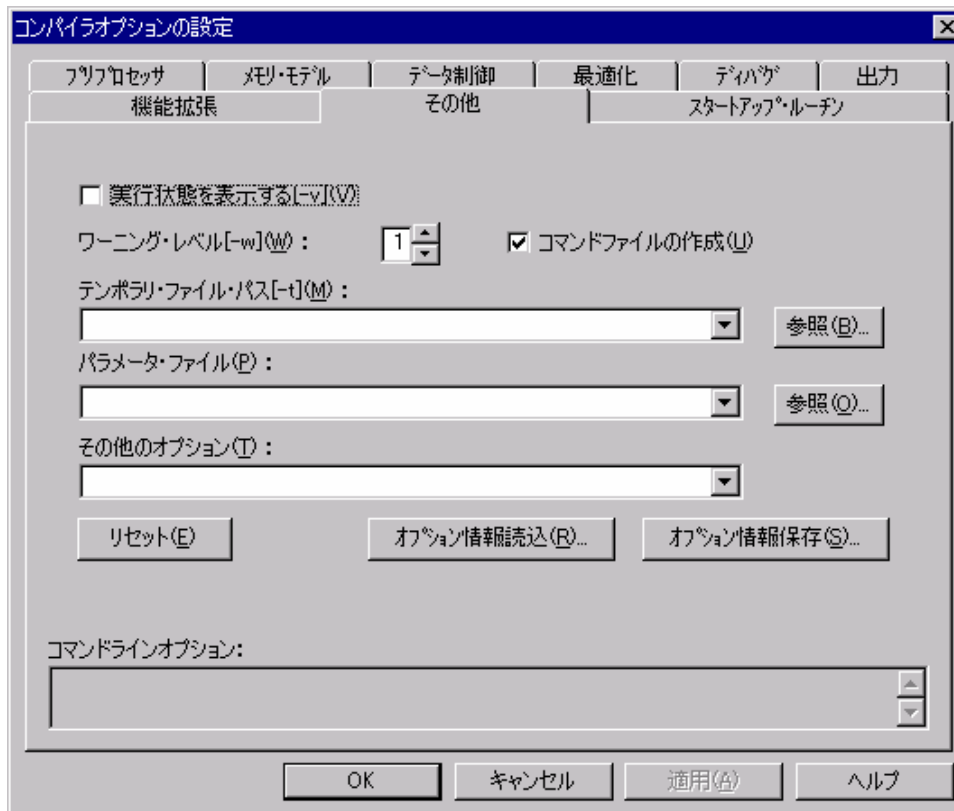 コンパイラオプションの設定
ﾌﾟﾘﾌﾟﾛｾｯｻ ﾒﾓﾘ・ﾓﾃﾞﾙ ﾃﾞｰﾀ制御 最適化 ﾃﾞｨﾊﾞｸﾞ 出力
機能拡張 その他 ｽﾀｰﾄｱｯﾌﾟ・ﾙｰﾁﾝ
実行状態を表示する[-v](V)
ワーニング・レベル[-w](W)： 1 コマンドファイルの作成(U)
テンポラリ・ファイル・パス[-t](M)：
参照(B)...
パラメータ・ファイル(P)：
参照(O)...
その他のオプション(T)：
リセット(E) ｵﾌﾟｼｮﾝ情報読込(R)... ｵﾌﾟｼｮﾝ情報保存(S)...
コマンドラインオプション:
OK キャンセル 適用(A) ヘルプ